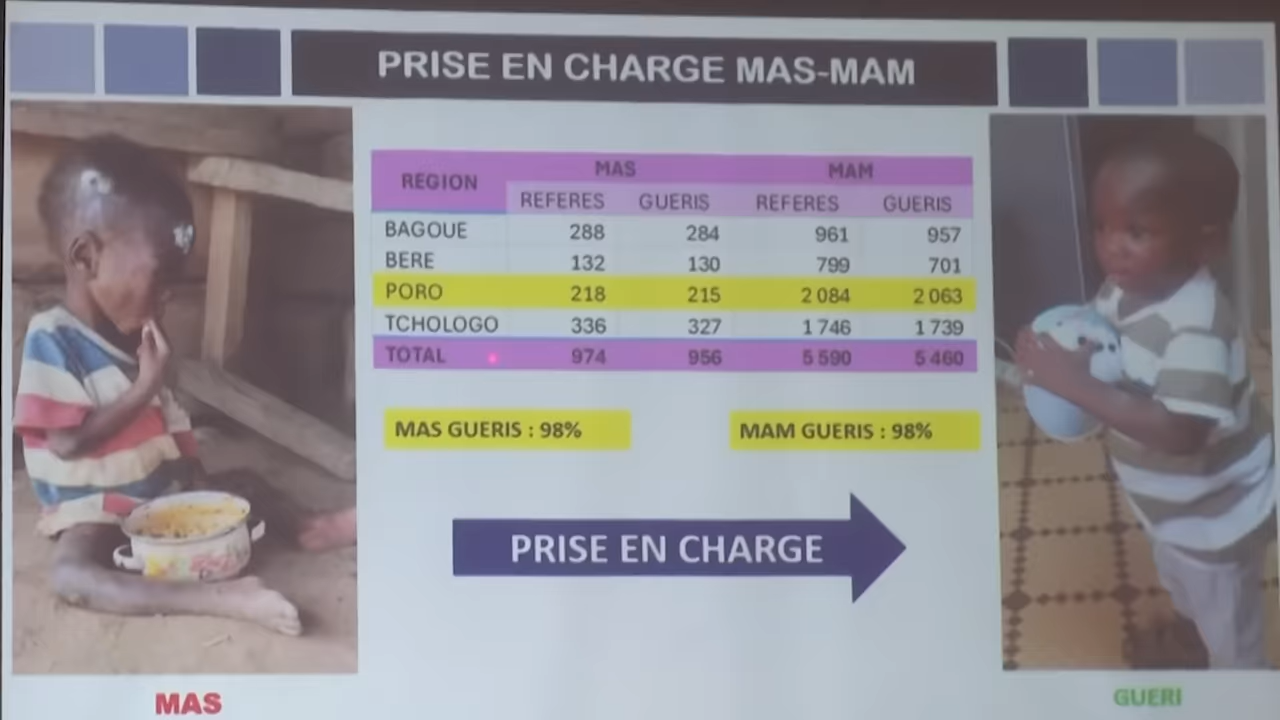 PRISE EN CHARGE MAS-MAM
REGION MAS MAM
REFERES GUERIS REFERES GUERIS
BAGOUE 288 284 961 957
BERE 132 130 799 701
PORO 218 215 2 084 2 063
TCHOLOGO 336 327 1 746 1 739
TOTAL 974 956 5 590 5 460
MAS GUERIS : 98% MAM GUERIS : 98%
PRISE EN CHARGE
MAS GUERI